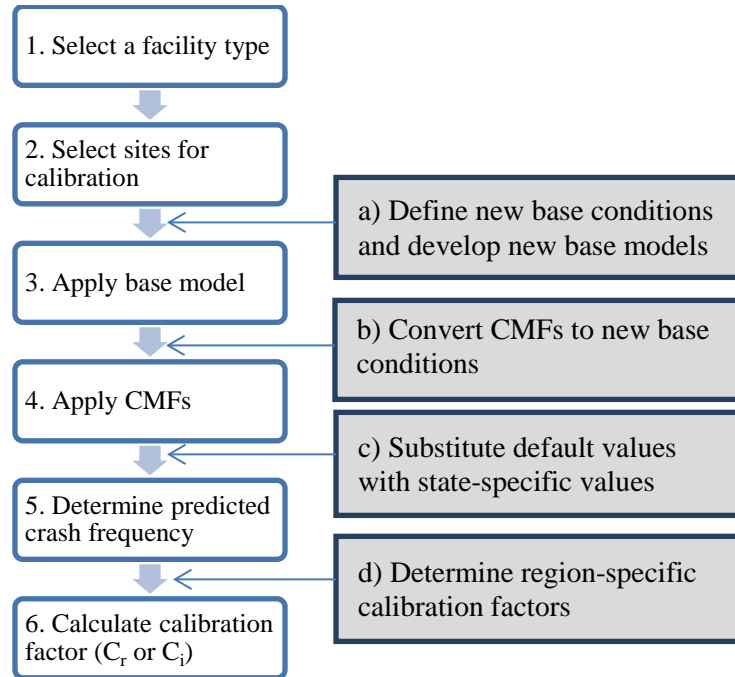 1. Select a facility type
2. Select sites for
calibration
a) Define new base conditions
and develop new base models
3. Apply base model
b) Convert CMFs to new base
conditions
4. Apply CMFs
c) Substitute default values
with state-specific values
5. Determine predicted
crash frequency
d) Determine region-specific
calibration factors
6. Calculate calibration
factor (Cr or Ci)